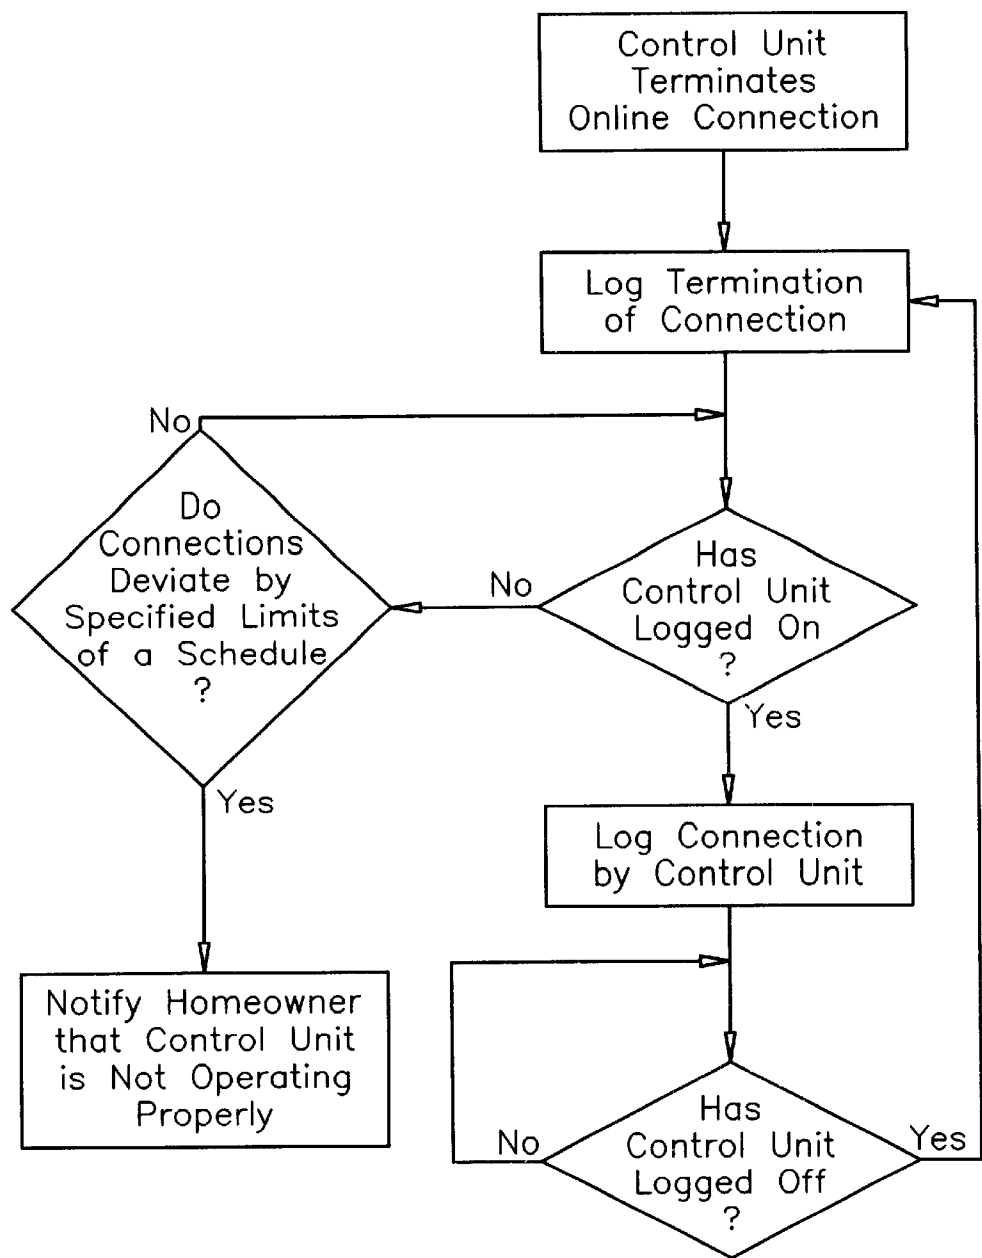 Control Unit
Terminates
Online Connection
Log Termination
of Connection
No
Do
Connections
Deviate by
Specified Limits
of a Schedule
?
No
Has
Control Unit
Logged On
?
Yes
Yes
Log Connection
by Control Unit
Notify Homeowner
that Control Unit
is Not Operating
Properly
No
Has
Control Unit
Logged Off
?
Yes